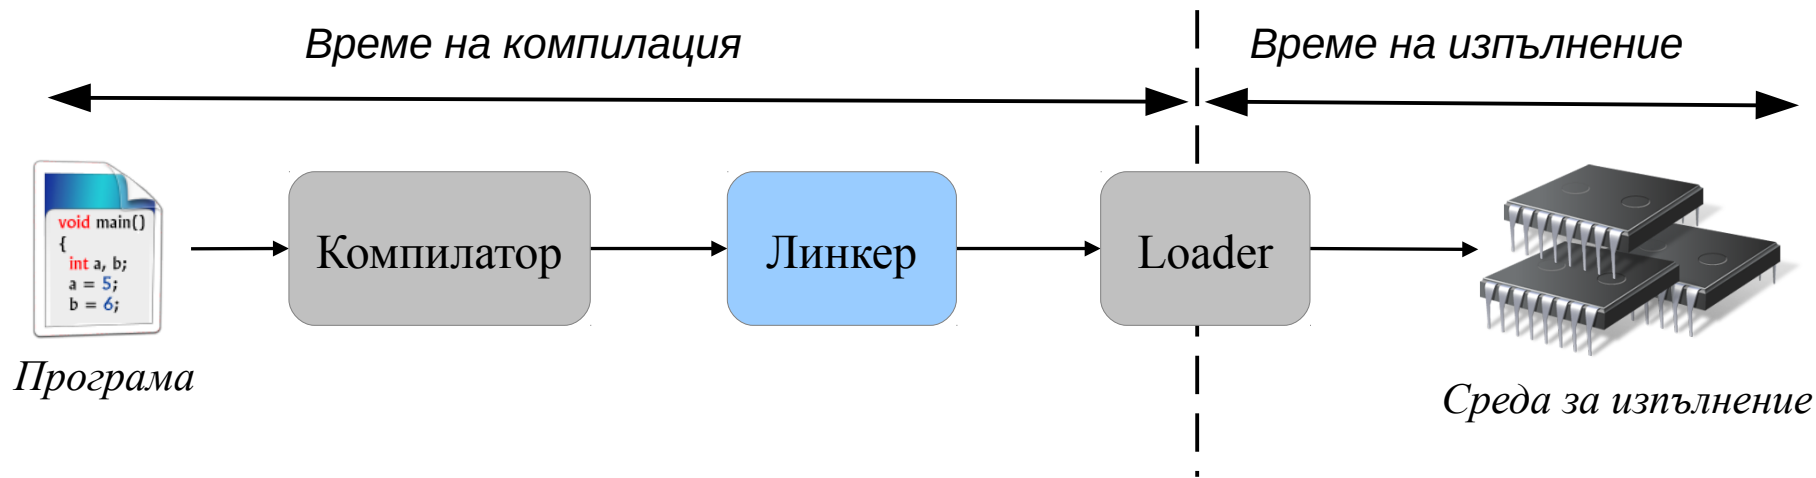 Време на компилация
Време на изпълнение
void main()
{
int a, b;
a = 5;
b = 6;
Програма
Компилатор
Линкер
Loader
Среда за изпълнение